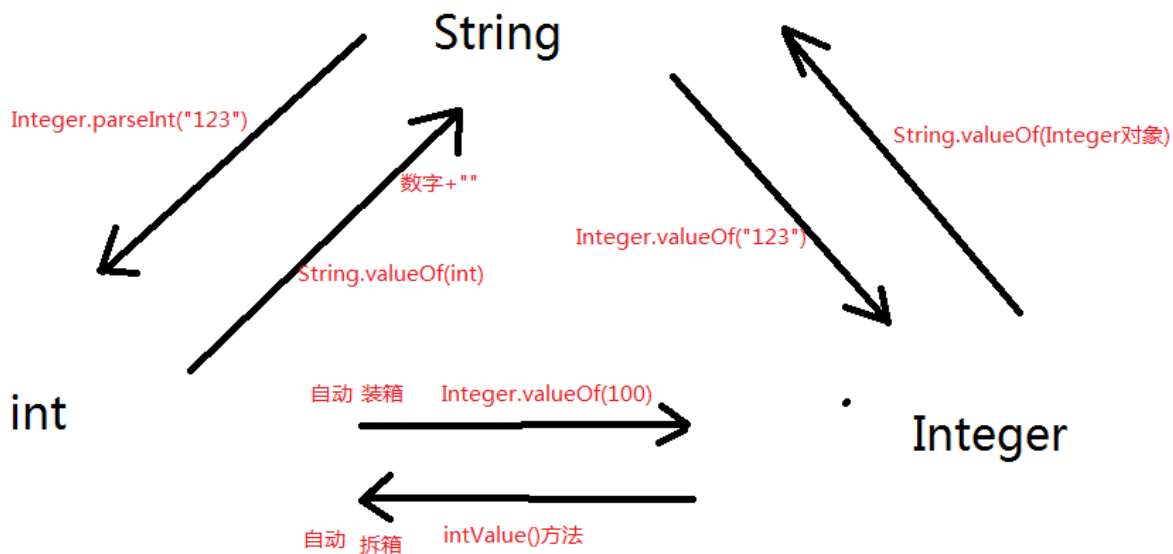 String
Integer.parseInt("123")
String.valueOf(Integer对象)
数字+""
Integer.valueOf("123")
String.valueOf(int)
自动 装箱 Integer.valueOf(100)
int
Integer
自动 拆箱 intValue()方法